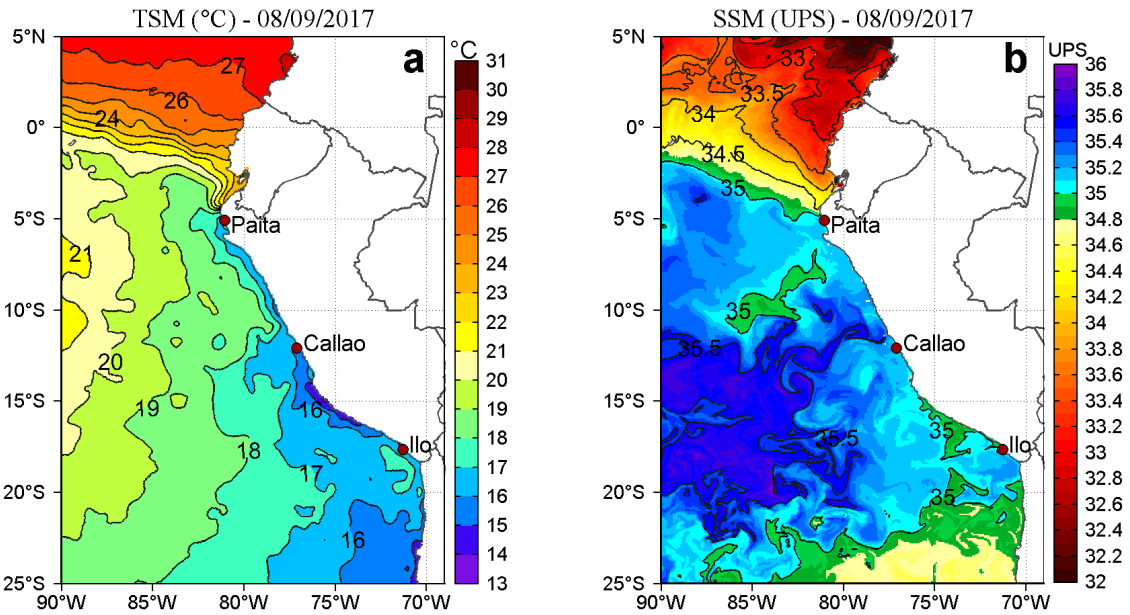 TSM (°C) - 08/09/2017
a
°C
31
30
29
28
27
26
25
24
23
22
21
20
19
18
17
16
15
14
13
5°N
0°
5°S
10°S
15°S
20°S
25°S
90°W
85°W
80°W
75°W
70°W
27
26
24
21
20
19
18
17
16
16
Paita
Callao
Ilo
SSM (UPS) - 08/09/2017
b
UPS
36
35.8
35.6
35.4
35.2
35
34.8
34.6
34.4
34.2
34
33.8
33.6
33.4
33.2
33
32.8
32.6
32.4
32.2
32
5°N
0°
5°S
10°S
15°S
20°S
25°S
90°W
85°W
80°W
75°W
70°W
33
33.5
34
34.5
35
35
35.5
35.5
35
35
Paita
Callao
Ilo